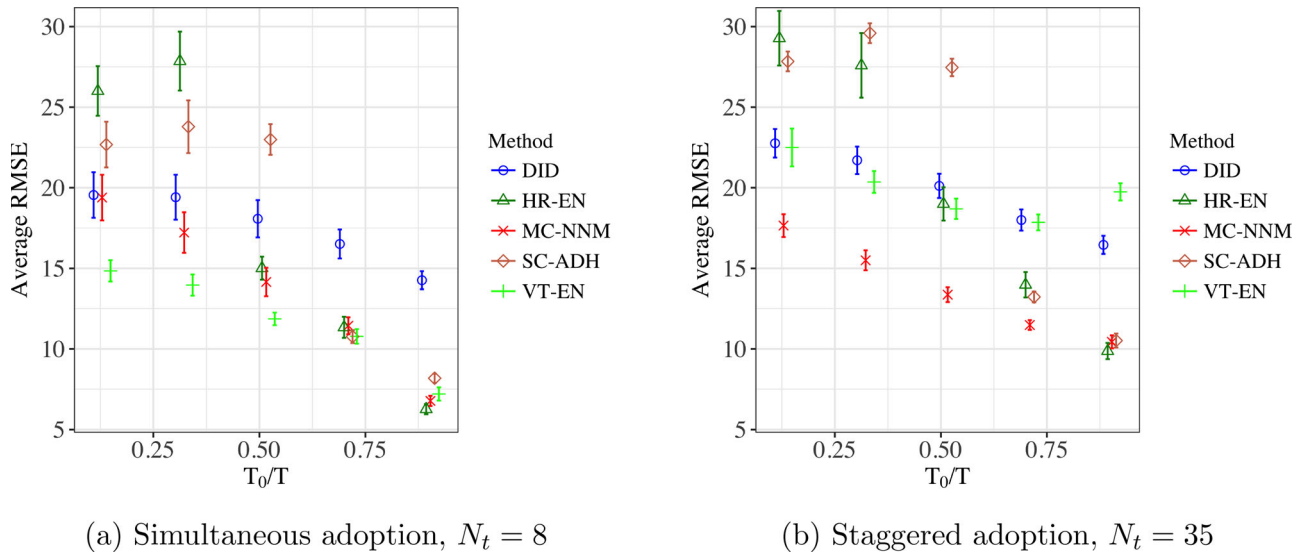 30
25
20
15
10
5
Average RMSE
0.25 0.50 0.75
T₀/T
Method
DID
HR-EN
MC-NNM
SC-ADH
VT-EN
(a) Simultaneous adoption, Nₜ = 8
30
25
20
15
10
5
Average RMSE
0.25 0.50 0.75
T₀/T
Method
DID
HR-EN
MC-NNM
SC-ADH
VT-EN
(b) Staggered adoption, Nₜ = 35